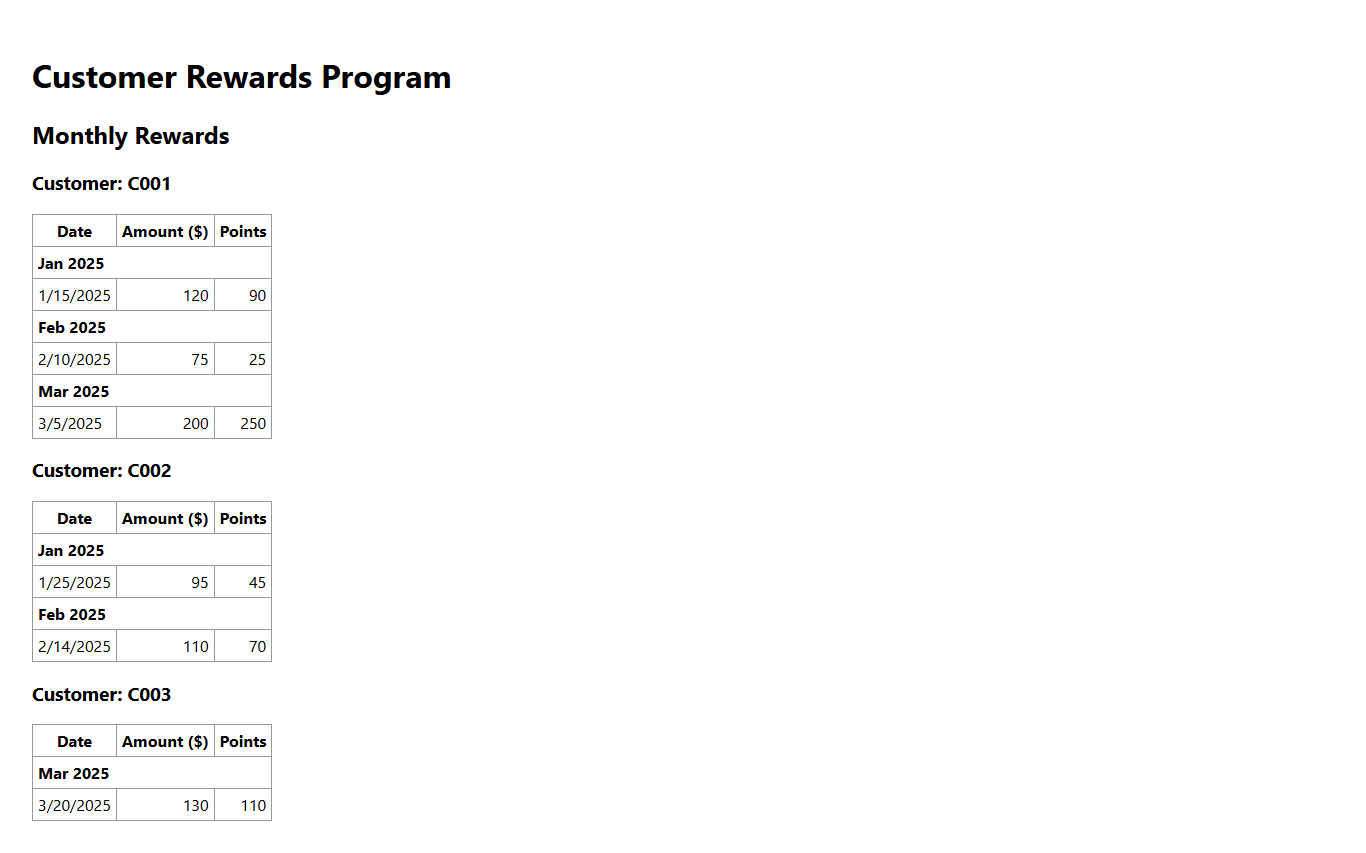 Customer Rewards Program
Monthly Rewards
Customer: C001
Date Amount ($) Points
Jan 2025
1/15/2025 120 90
Feb 2025
2/10/2025 75 25
Mar 2025
3/5/2025 200 250
Customer: C002
Date Amount ($) Points
Jan 2025
1/25/2025 95 45
Feb 2025
2/14/2025 110 70
Customer: C003
Date Amount ($) Points
Mar 2025
3/20/2025 130 110